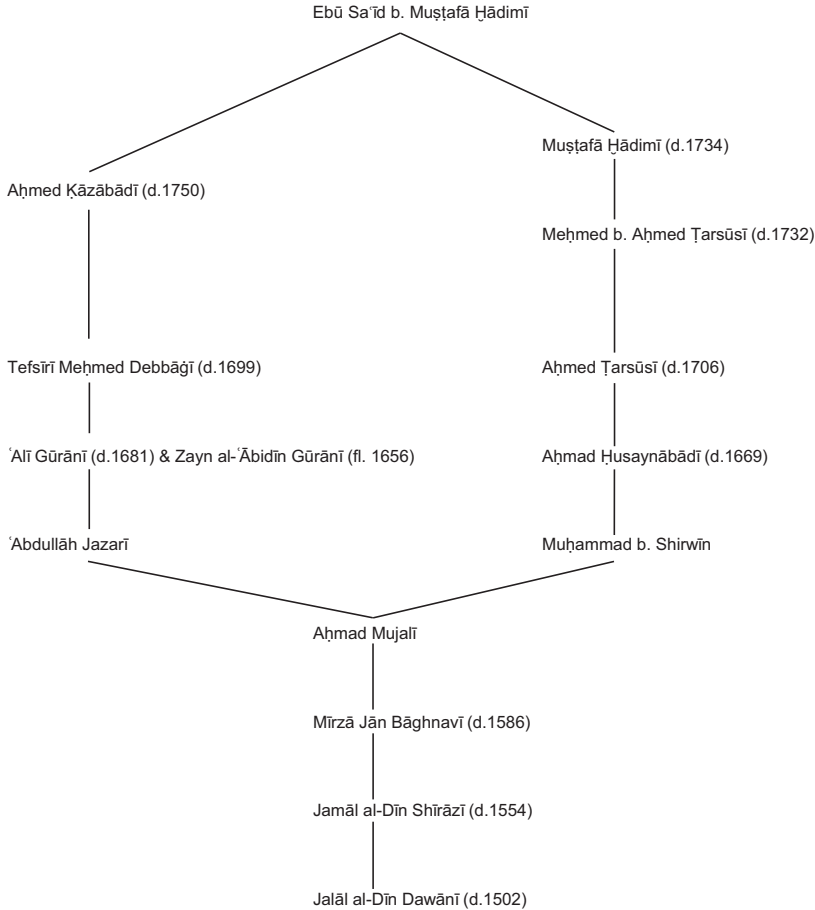 Ebū Saʿīd b. Muṣṭafā Ḫādimī
Muṣṭafā Ḫādimī (d.1734)
Aḥmed Ḳāzābādī (d.1750)
Meḥmed b. Aḥmed Ṭarsūsī (d.1732)
Tefsīrī Meḥmed Debbāġī (d.1699)
Aḥmed Ṭarsūsī (d.1706)
ʿAlī Gūrānī (d.1681) & Zayn al-ʿĀbidīn Gūrānī (fl. 1656)
Aḥmad Ḥusaynābādī (d.1669)
ʿAbdullāh Jazarī
Muḥammad b. Shirwīn
Aḥmad Mujalī
Mīrzā Jān Bāghnavī (d.1586)
Jamāl al-Dīn Shīrāzī (d.1554)
Jalāl al-Dīn Dawānī (d.1502)